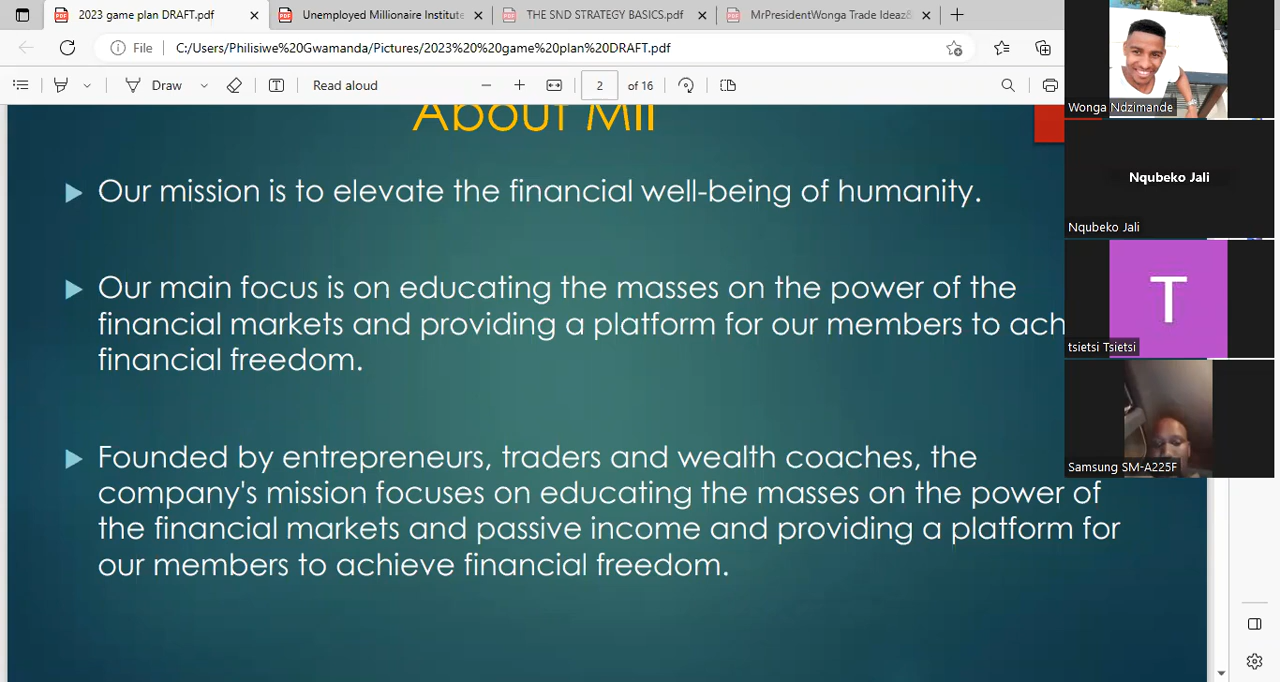 2023 game plan DRAFT.pdf
Unemployed Millionaire Institute
THE SND STRATEGY BASICS.pdf
MrPresidentWonga Trade Ideaz&
File
C:/Users/Philisiwe%20Gwamanda/Pictures/2023%20%20game%20plan%20DRAFT.pdf
Draw
Read aloud
2
of 16
About MII
Our mission is to elevate the financial well-being of humanity.
Our main focus is on educating the masses on the power of the
financial markets and providing a platform for our members to ach
financial freedom.
Founded by entrepreneurs, traders and wealth coaches, the
company's mission focuses on educating the masses on the power of
the financial markets and passive income and providing a platform for
our members to achieve financial freedom.
Wonga Ndzimande
Nqubeko Jali
Nqubeko Jali
T
tsietsi Tsietsi
Samsung SM-A225F